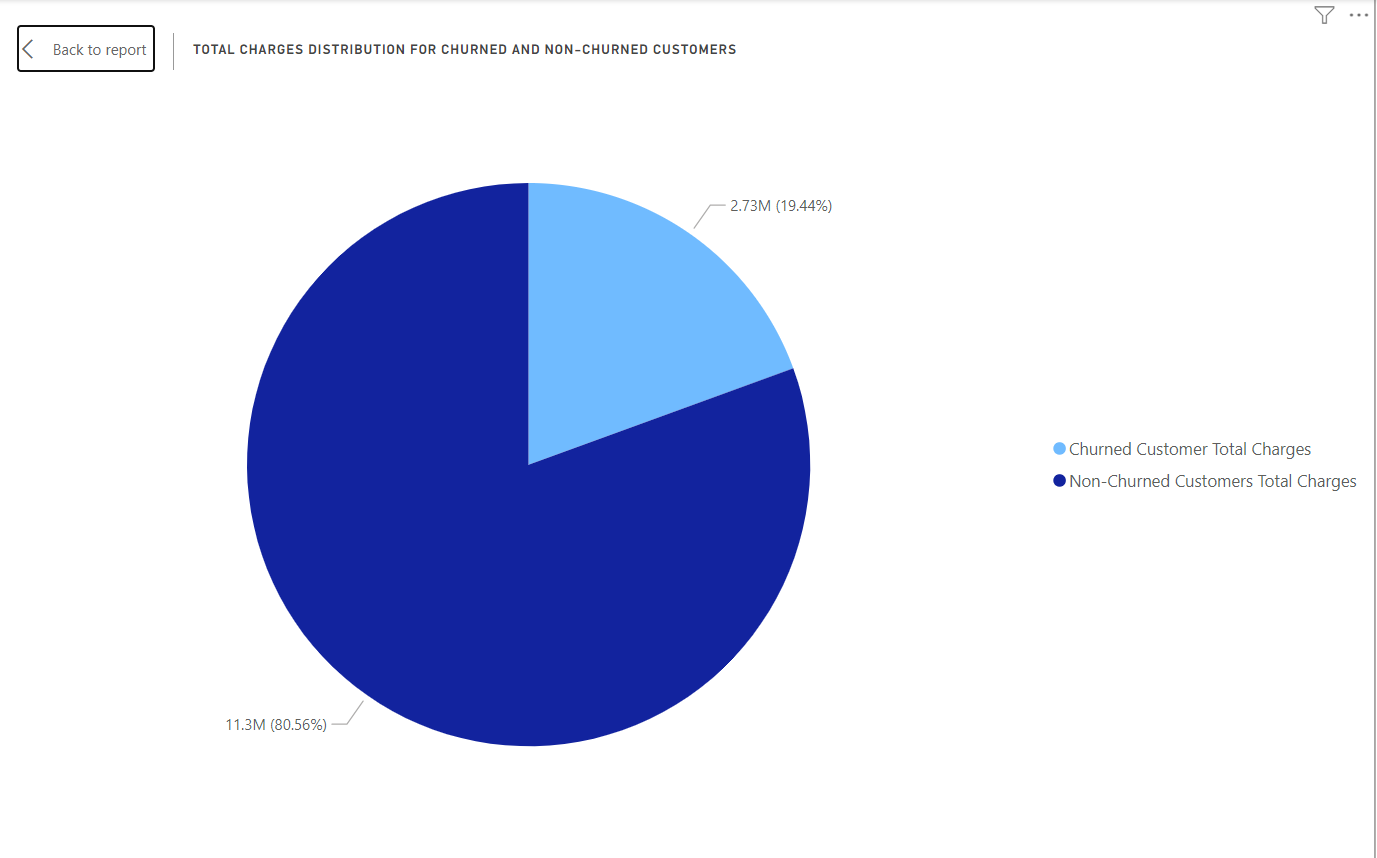 Back to report
TOTAL CHARGES DISTRIBUTION FOR CHURNED AND NON-CHURNED CUSTOMERS
2.73M (19.44%)
Churned Customer Total Charges
Non-Churned Customers Total Charges
11.3M (80.56%)